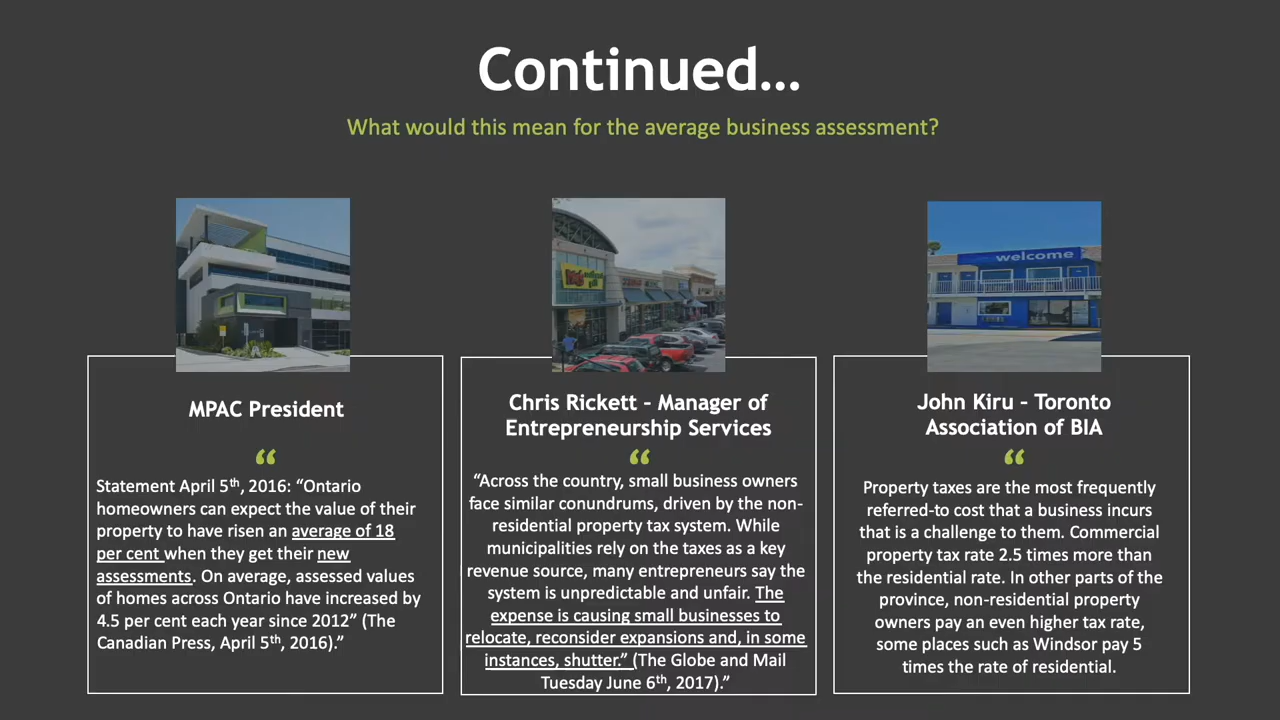 Continued...
What would this mean for the average business assessment?
welcome
MPAC President
“
Statement April 5th, 2016: “Ontario
homeowners can expect the value of their
property to have risen an average of 18
per cent when they get their new
assessments. On average, assessed values
of homes across Ontario have increased by
4.5 per cent each year since 2012” (The
Canadian Press, April 5th, 2016).”
Chris Rickett - Manager of
Entrepreneurship Services
“
“Across the country, small business owners
face similar conundrums, driven by the non-
residential property tax system. While
municipalities rely on the taxes as a key
revenue source, many entrepreneurs say the
system is unpredictable and unfair. The
expense is causing small businesses to
relocate, reconsider expansions and, in some
instances, shutter.” (The Globe and Mail
Tuesday June 6th, 2017).”
John Kiru - Toronto
Association of BIA
“
Property taxes are the most frequently
referred-to cost that a business incurs
that is a challenge to them. Commercial
property tax rate 2.5 times more than
the residential rate. In other parts of the
province, non-residential property
owners pay an even higher tax rate,
some places such as Windsor pay 5
times the rate of residential.